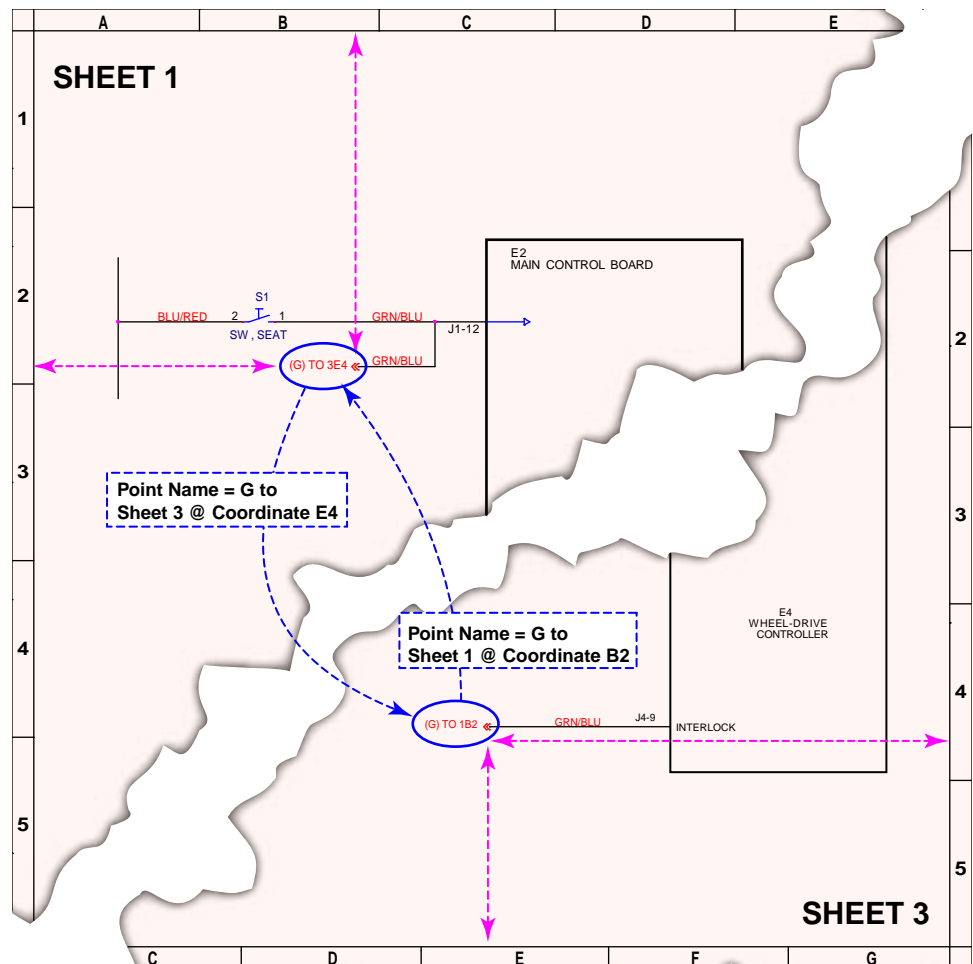 A B C D E
SHEET 1
1
2
3
4
5
E2
MAIN CONTROL BOARD
S1
BLU/RED 2 1 GRN/BLU
SW , SEAT
J1-12
(G) TO 3E4 GRN/BLU
Point Name = G to
Sheet 3 @ Coordinate E4
2
3
4
5
E4
WHEEL-DRIVE
CONTROLLER
Point Name = G to
Sheet 1 @ Coordinate B2
(G) TO 1B2 GRN/BLU J4-9 INTERLOCK
SHEET 3
C D E F G